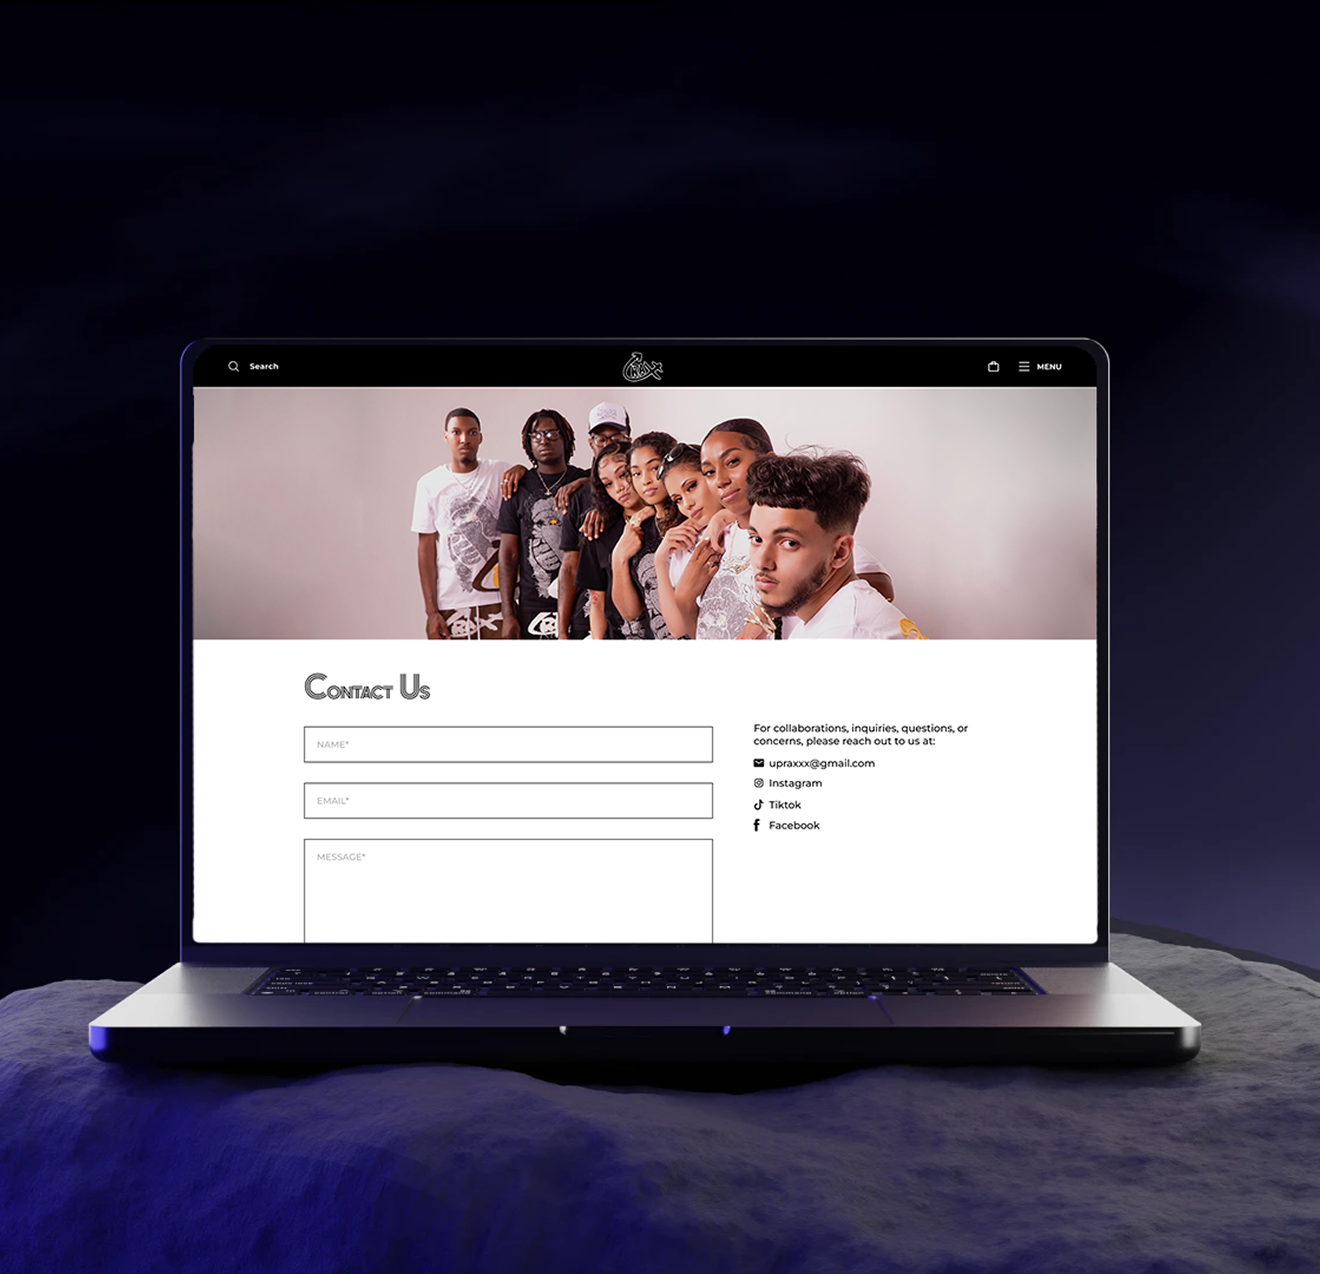 Search
MENU
Contact Us
NAME*
For collaborations, inquiries, questions, or
concerns, please reach out to us at:
upraxxx@gmail.com
EMAIL*
Instagram
Tiktok
Facebook
MESSAGE*